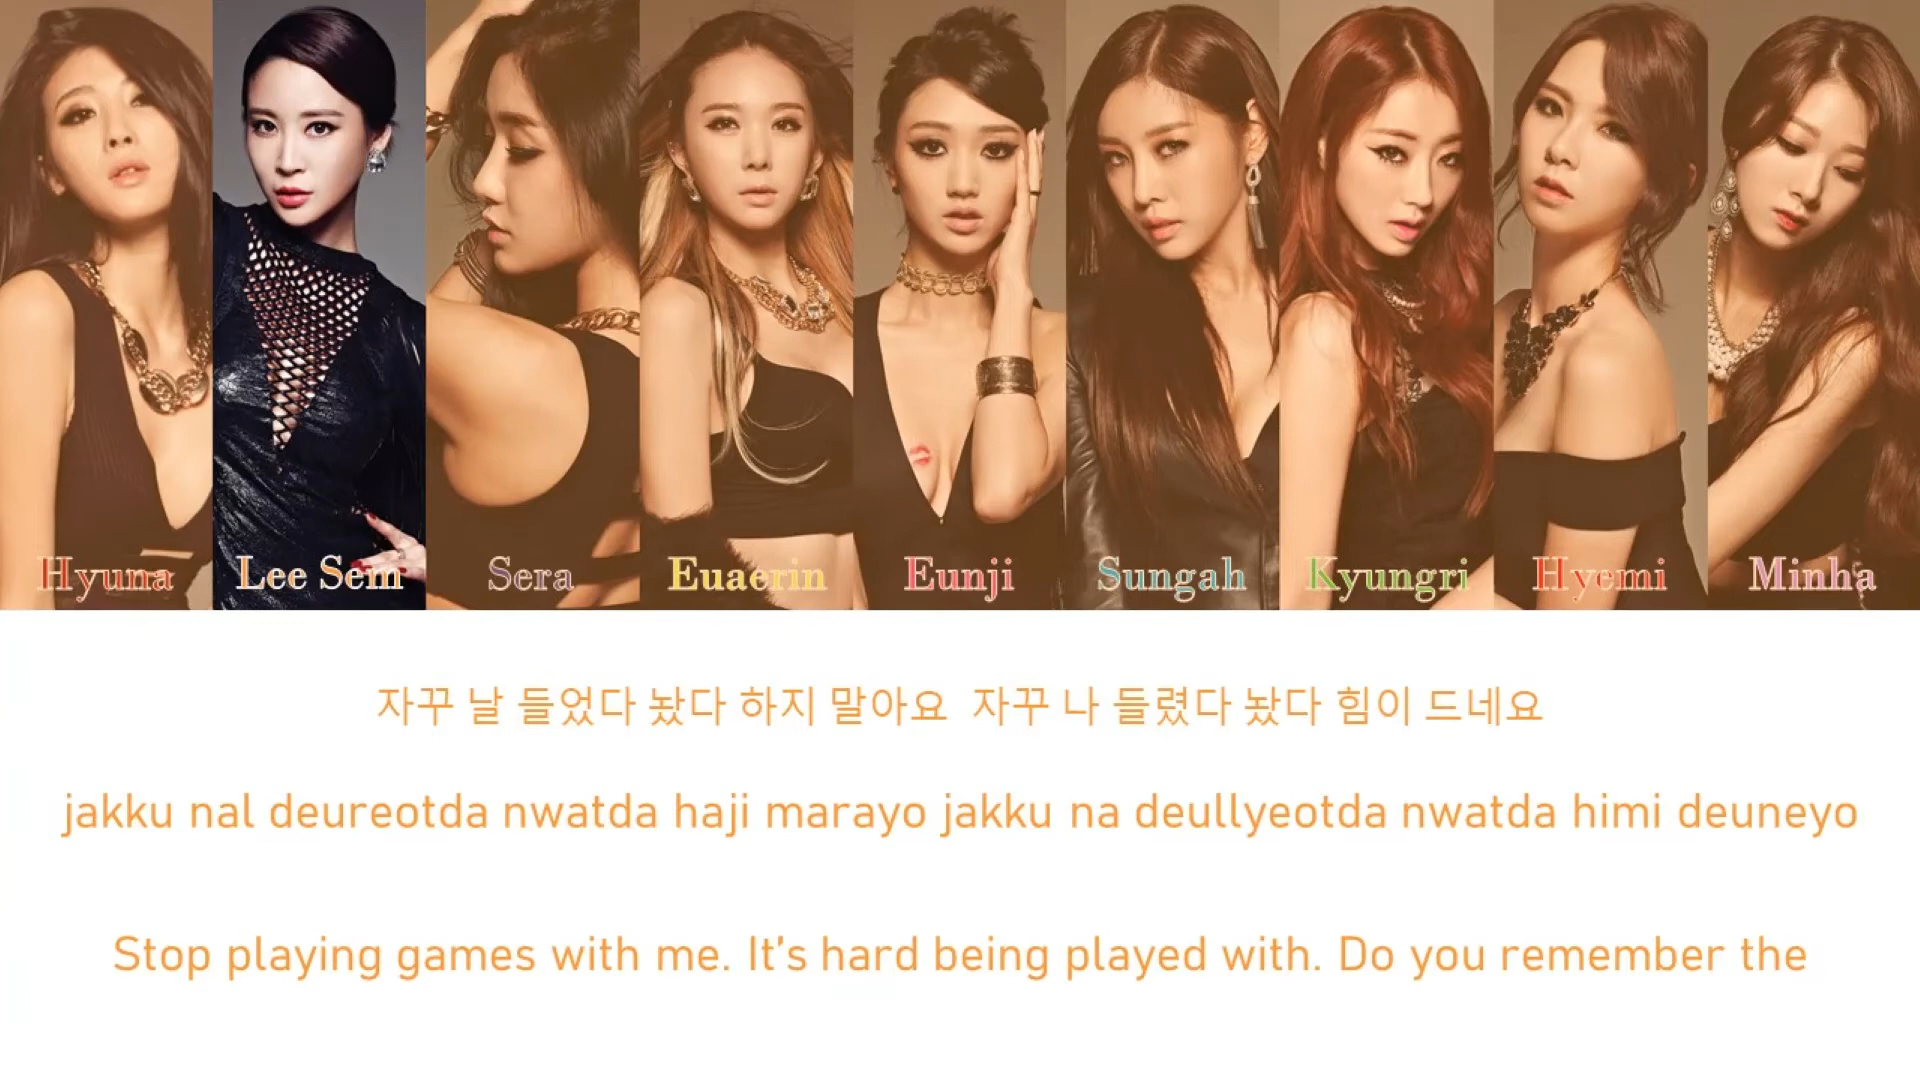 Hyuna Lee Sem Sera Euaerin Eunji Sungah Kyungri Hyemi Minha
자꾸 날 들었다 놨다 하지 말아요 자꾸 나 들렸다 놨다 힘이 드네요
jakku nal deureotda nwatda haji marayo jakku na deullyeotda nwatda himi deuneyo
Stop playing games with me. It's hard being played with. Do you remember the